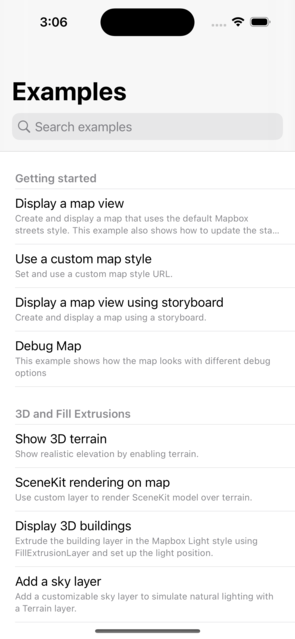 3:06
Examples
Search examples
Getting started
Display a map view
Create and display a map that uses the default Mapbox
streets style. This example also shows how to update the sta...
Use a custom map style
Set and use a custom map style URL.
Display a map view using storyboard
Create and display a map using a storyboard.
Debug Map
This example shows how the map looks with different debug
options
3D and Fill Extrusions
Show 3D terrain
Show realistic elevation by enabling terrain.
SceneKit rendering on map
Use custom layer to render SceneKit model over terrain.
Display 3D buildings
Extrude the building layer in the Mapbox Light style using
FillExtrusionLayer and set up the light position.
Add a sky layer
Add a customizable sky layer to simulate natural lighting with
a Terrain layer.